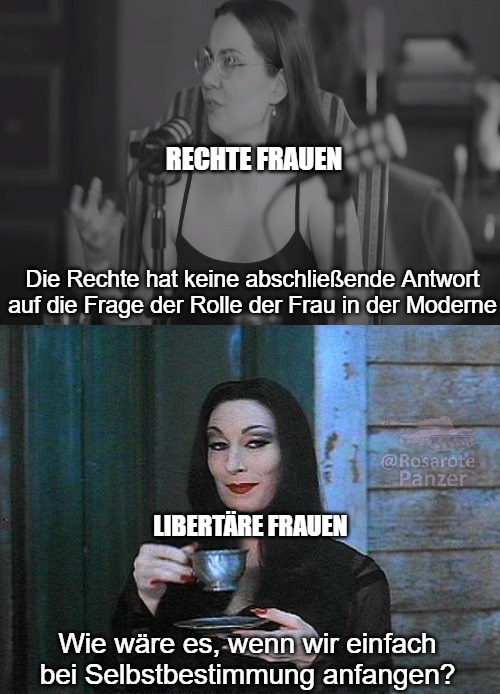 RECHTE FRAUEN
Die Rechte hat keine abschließende Antwort
auf die Frage der Rolle der Frau in der Moderne
@Rosarote
Panzer
LIBERTÄRE FRAUEN
Wie wäre es, wenn wir einfach
bei Selbstbestimmung anfangen?